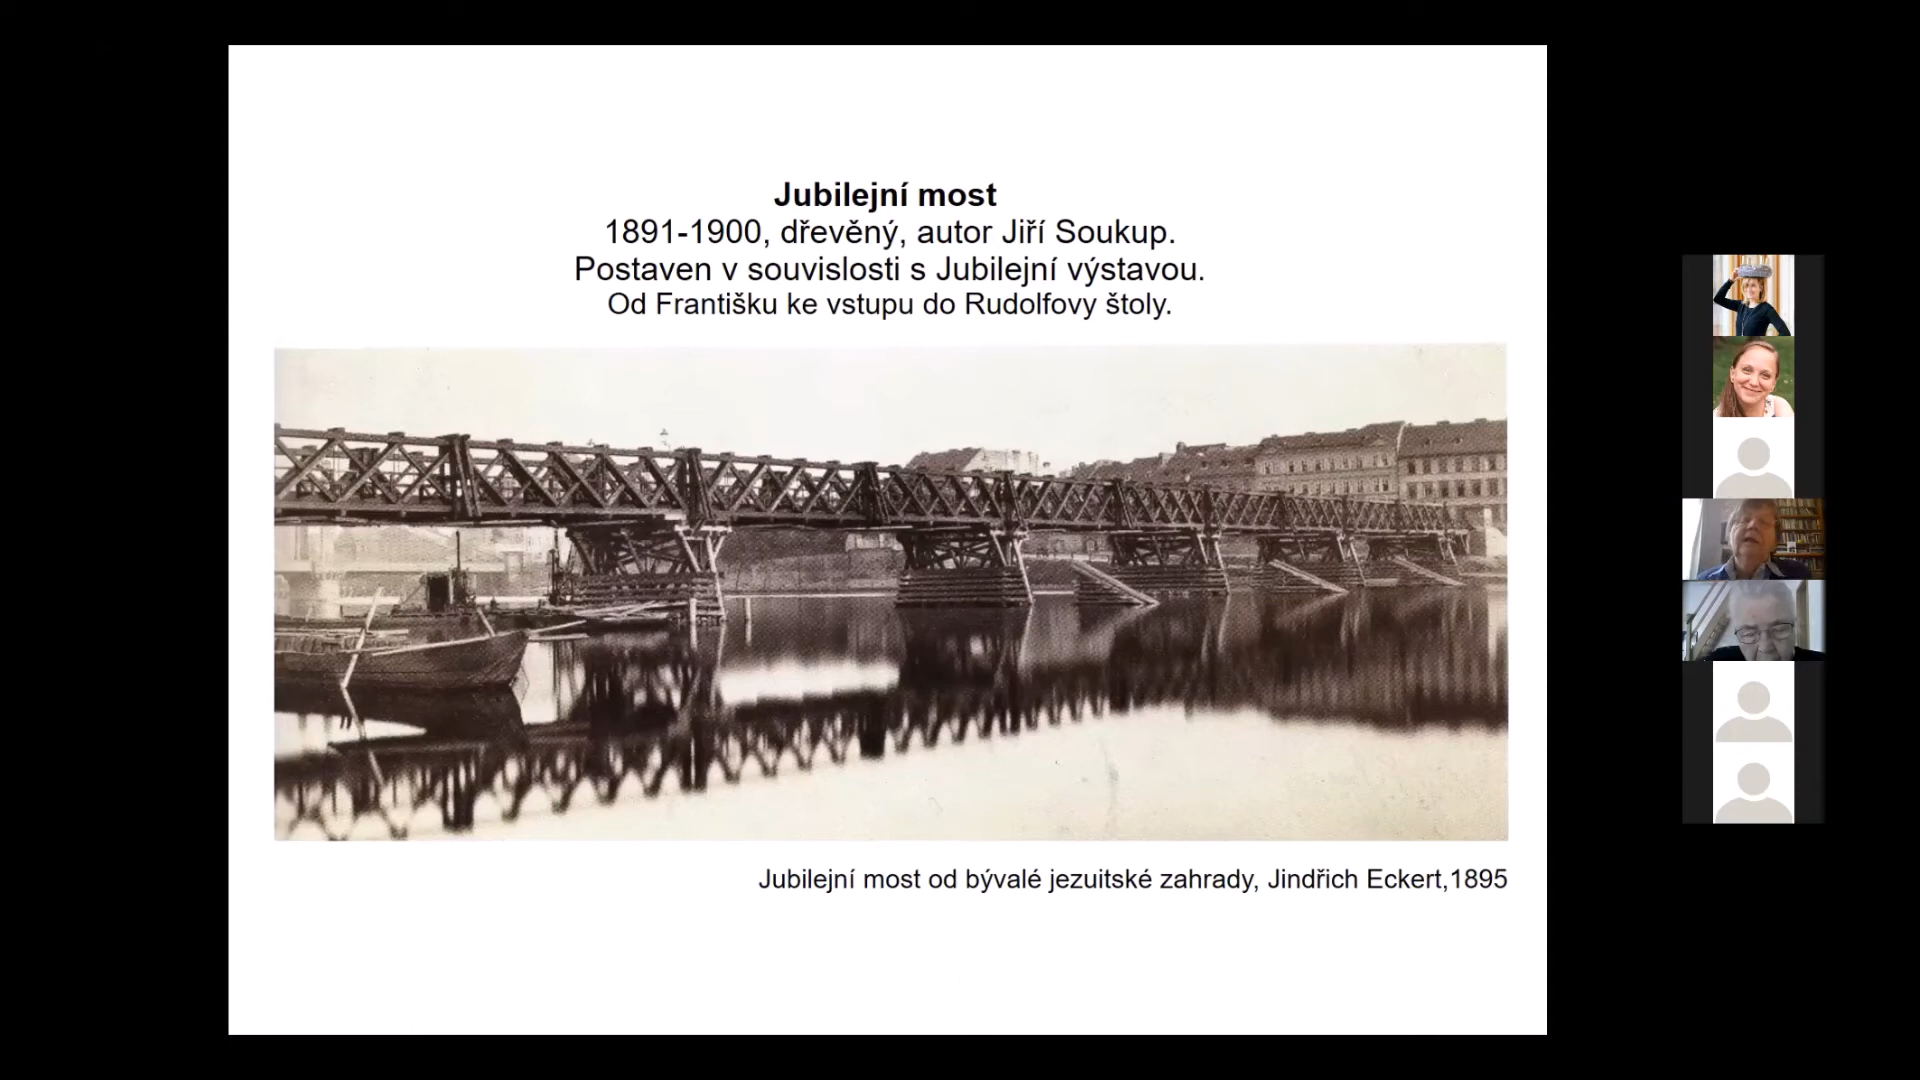 Jubilejní most
1891-1900, dřevěný, autor Jiří Soukup.
Postaven v souvislosti s Jubilejní výstavou.
Od Františku ke vstupu do Rudolfovy štoly.
Jubilejní most od bývalé jezuitské zahrady, Jindřich Eckert,1895